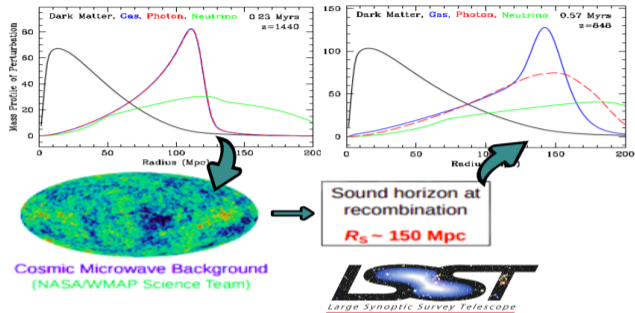 Dark Matter, Gas, Photon, Neutrino 0.23 Myrs
z=1440
Mass Profile of Perturbation
80
60
40
20
0
0 50 100 150 200
Radius (Mpc)
Dark Matter, Gas, Photon, Neutrino 0.57 Myrs
z=848
150
100
50
0
0 50 100 150 200
Cosmic Microwave Background
(NASA/WMAP Science Team)
Sound horizon at
recombination
Rs ~ 150 Mpc
LSST
Large Synoptic Survey Telescope